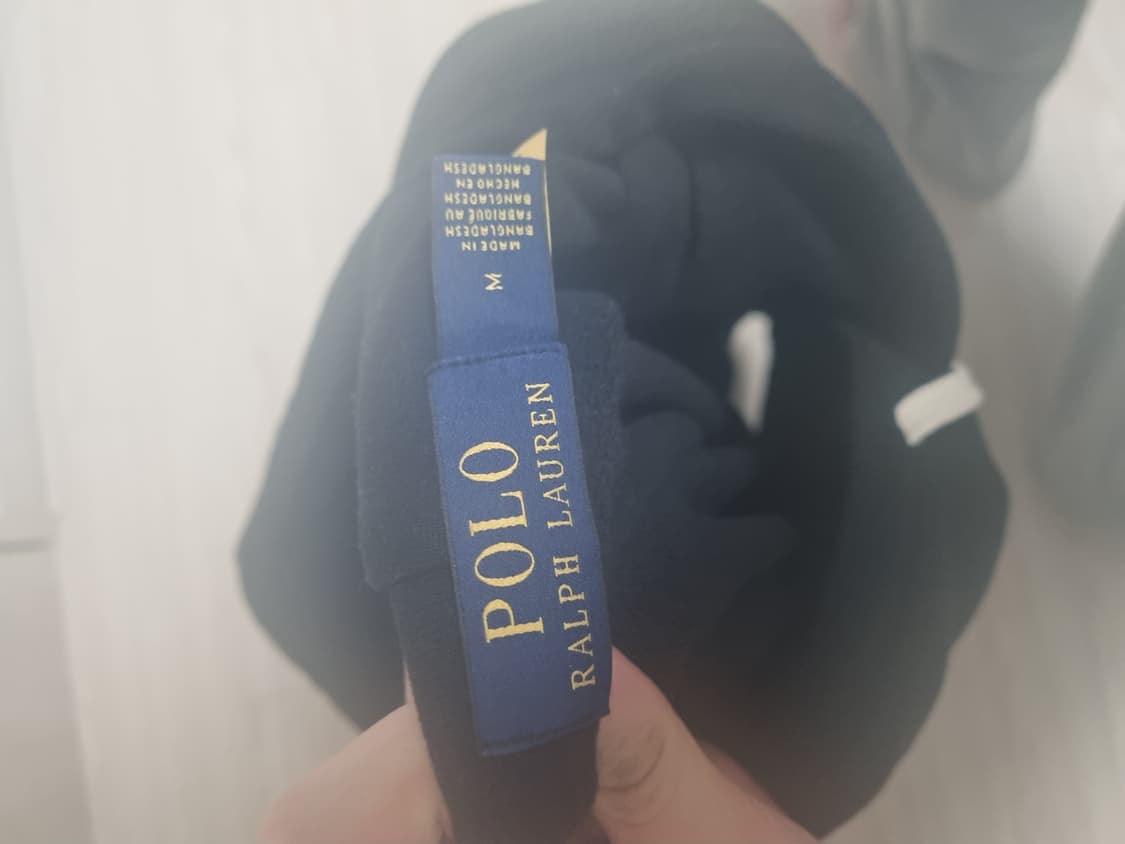 POLO
RALPH LAUREN
M
MADE IN
BANGLADESH
FABRIQUÉ AU
BANGLADESH
HECHO EN
BANGLADESH